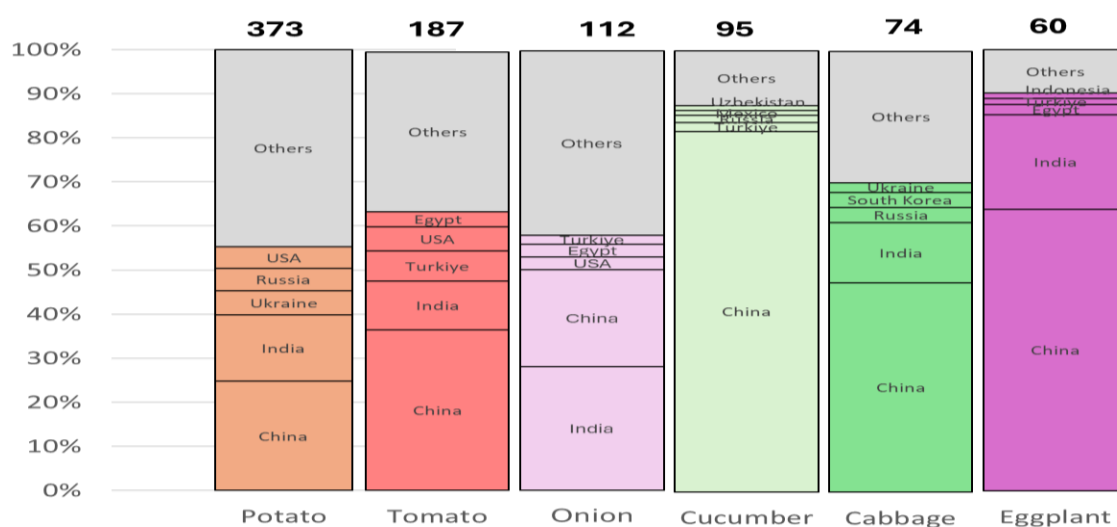 373 187 112 95 74 60
100%
90%
80%
70%
60%
50%
40%
30%
20%
10%
0%
Others
USA
Russia
Ukraine
India
China
Others
Egypt
USA
Turkiye
India
China
Others
Turkiye
Egypt
USA
China
India
Others
Uzbekistan
Mexico
Russia
Turkiye
China
Others
Ukraine
South Korea
Russia
India
China
Others
Indonesia
Turkiye
Egypt
India
China
Potato Tomato Onion Cucumber Cabbage Eggplant